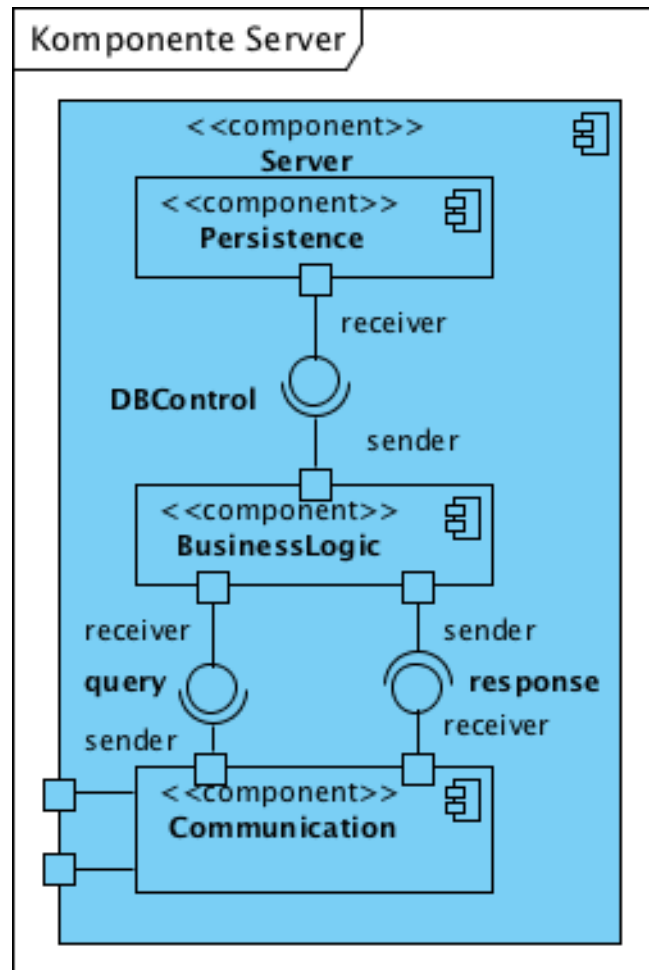 Komponente Server
<<component>>
Server
<<component>>
Persistence
receiver
DBControl
sender
<<component>>
BusinessLogic
receiver
sender
query
response
sender
receiver
<<component>>
Communication